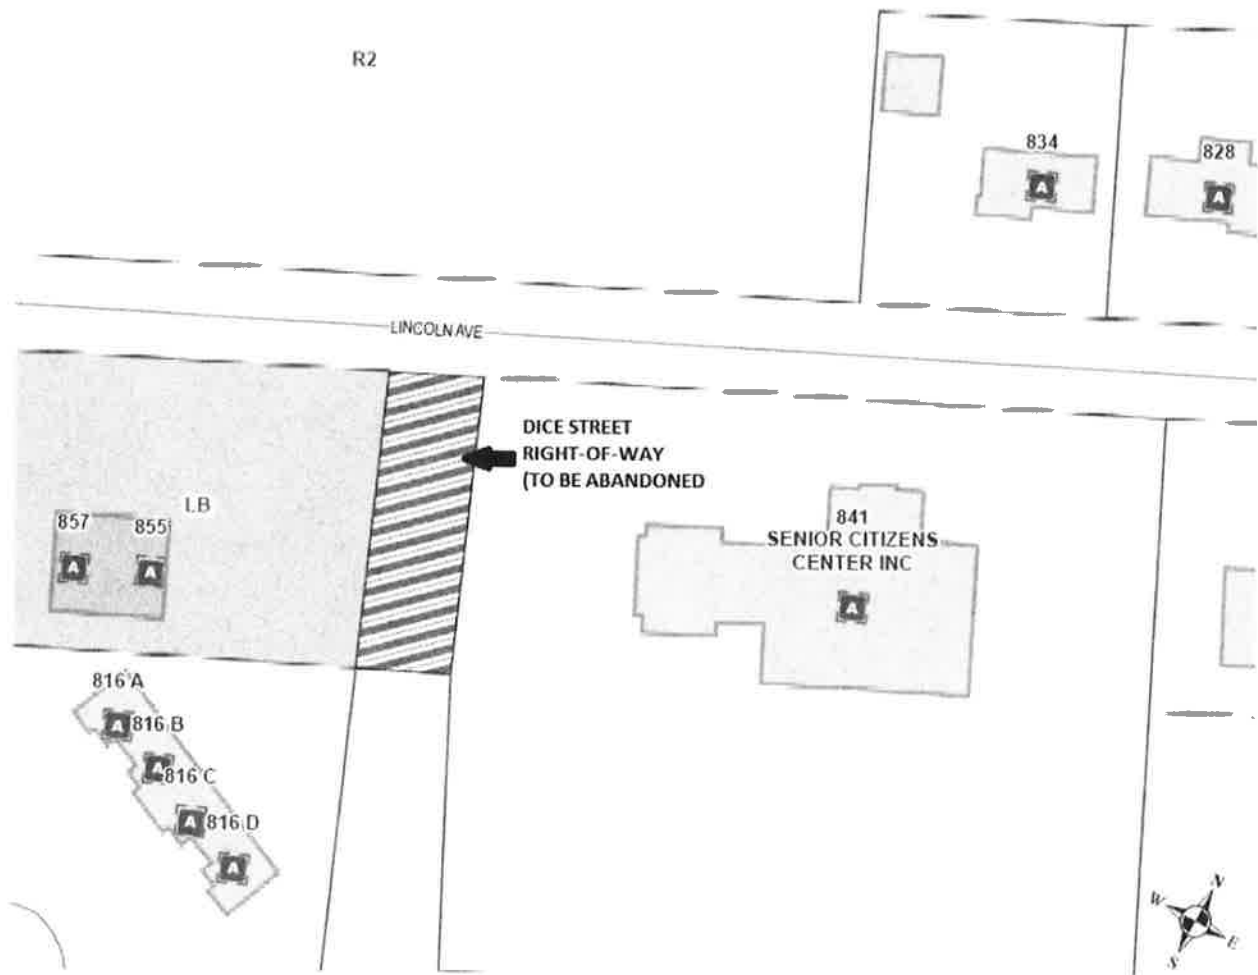 R2
834
828
LINCOLN AVE
DICE STREET
RIGHT-OF-WAY
(TO BE ABANDONED
LB
857
855
841
SENIOR CITIZENS
CENTER INC
A
A
A
A
A
816 A
A
816 B
A
816 C
A
816 D
A
N
W
E
S